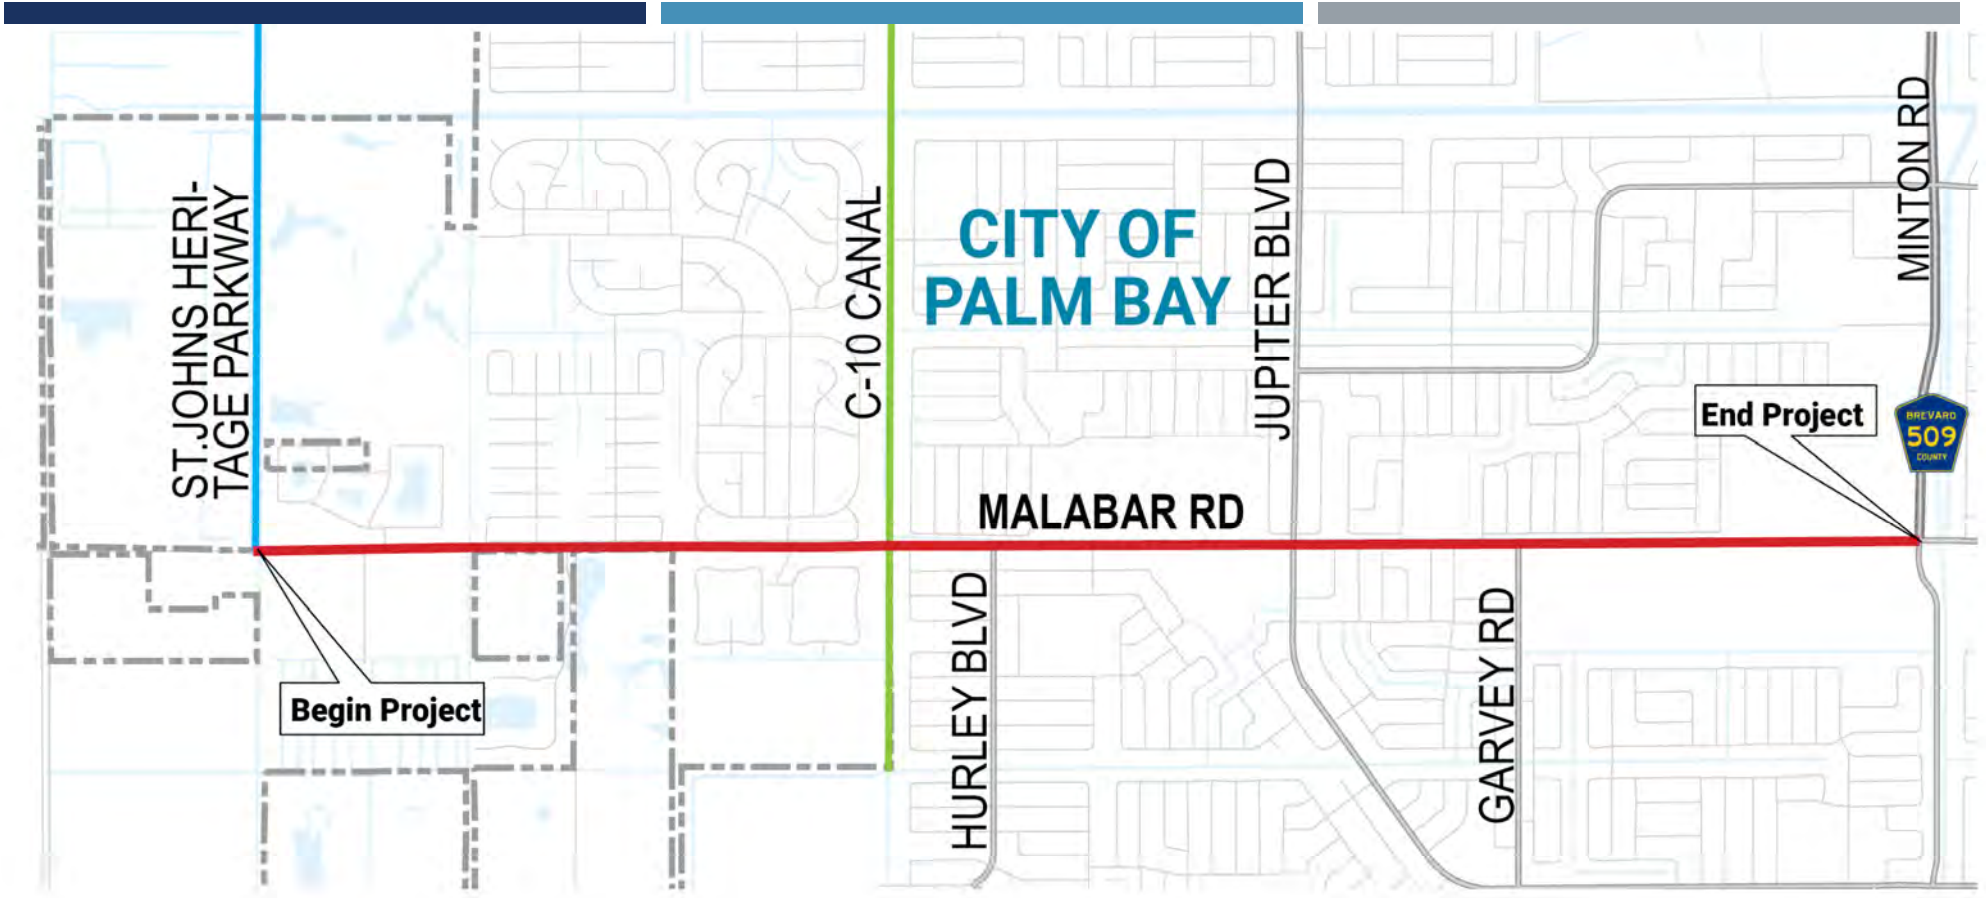 ST.JOHNS HERI-
TAGE PARKWAY
C-10 CANAL
CITY OF
PALM BAY
JUPITER BLVD
MINTON RD
End Project
BREVARD
509
COUNTY
MALABAR RD
Begin Project
HURLEY BLVD
GARVEY RD